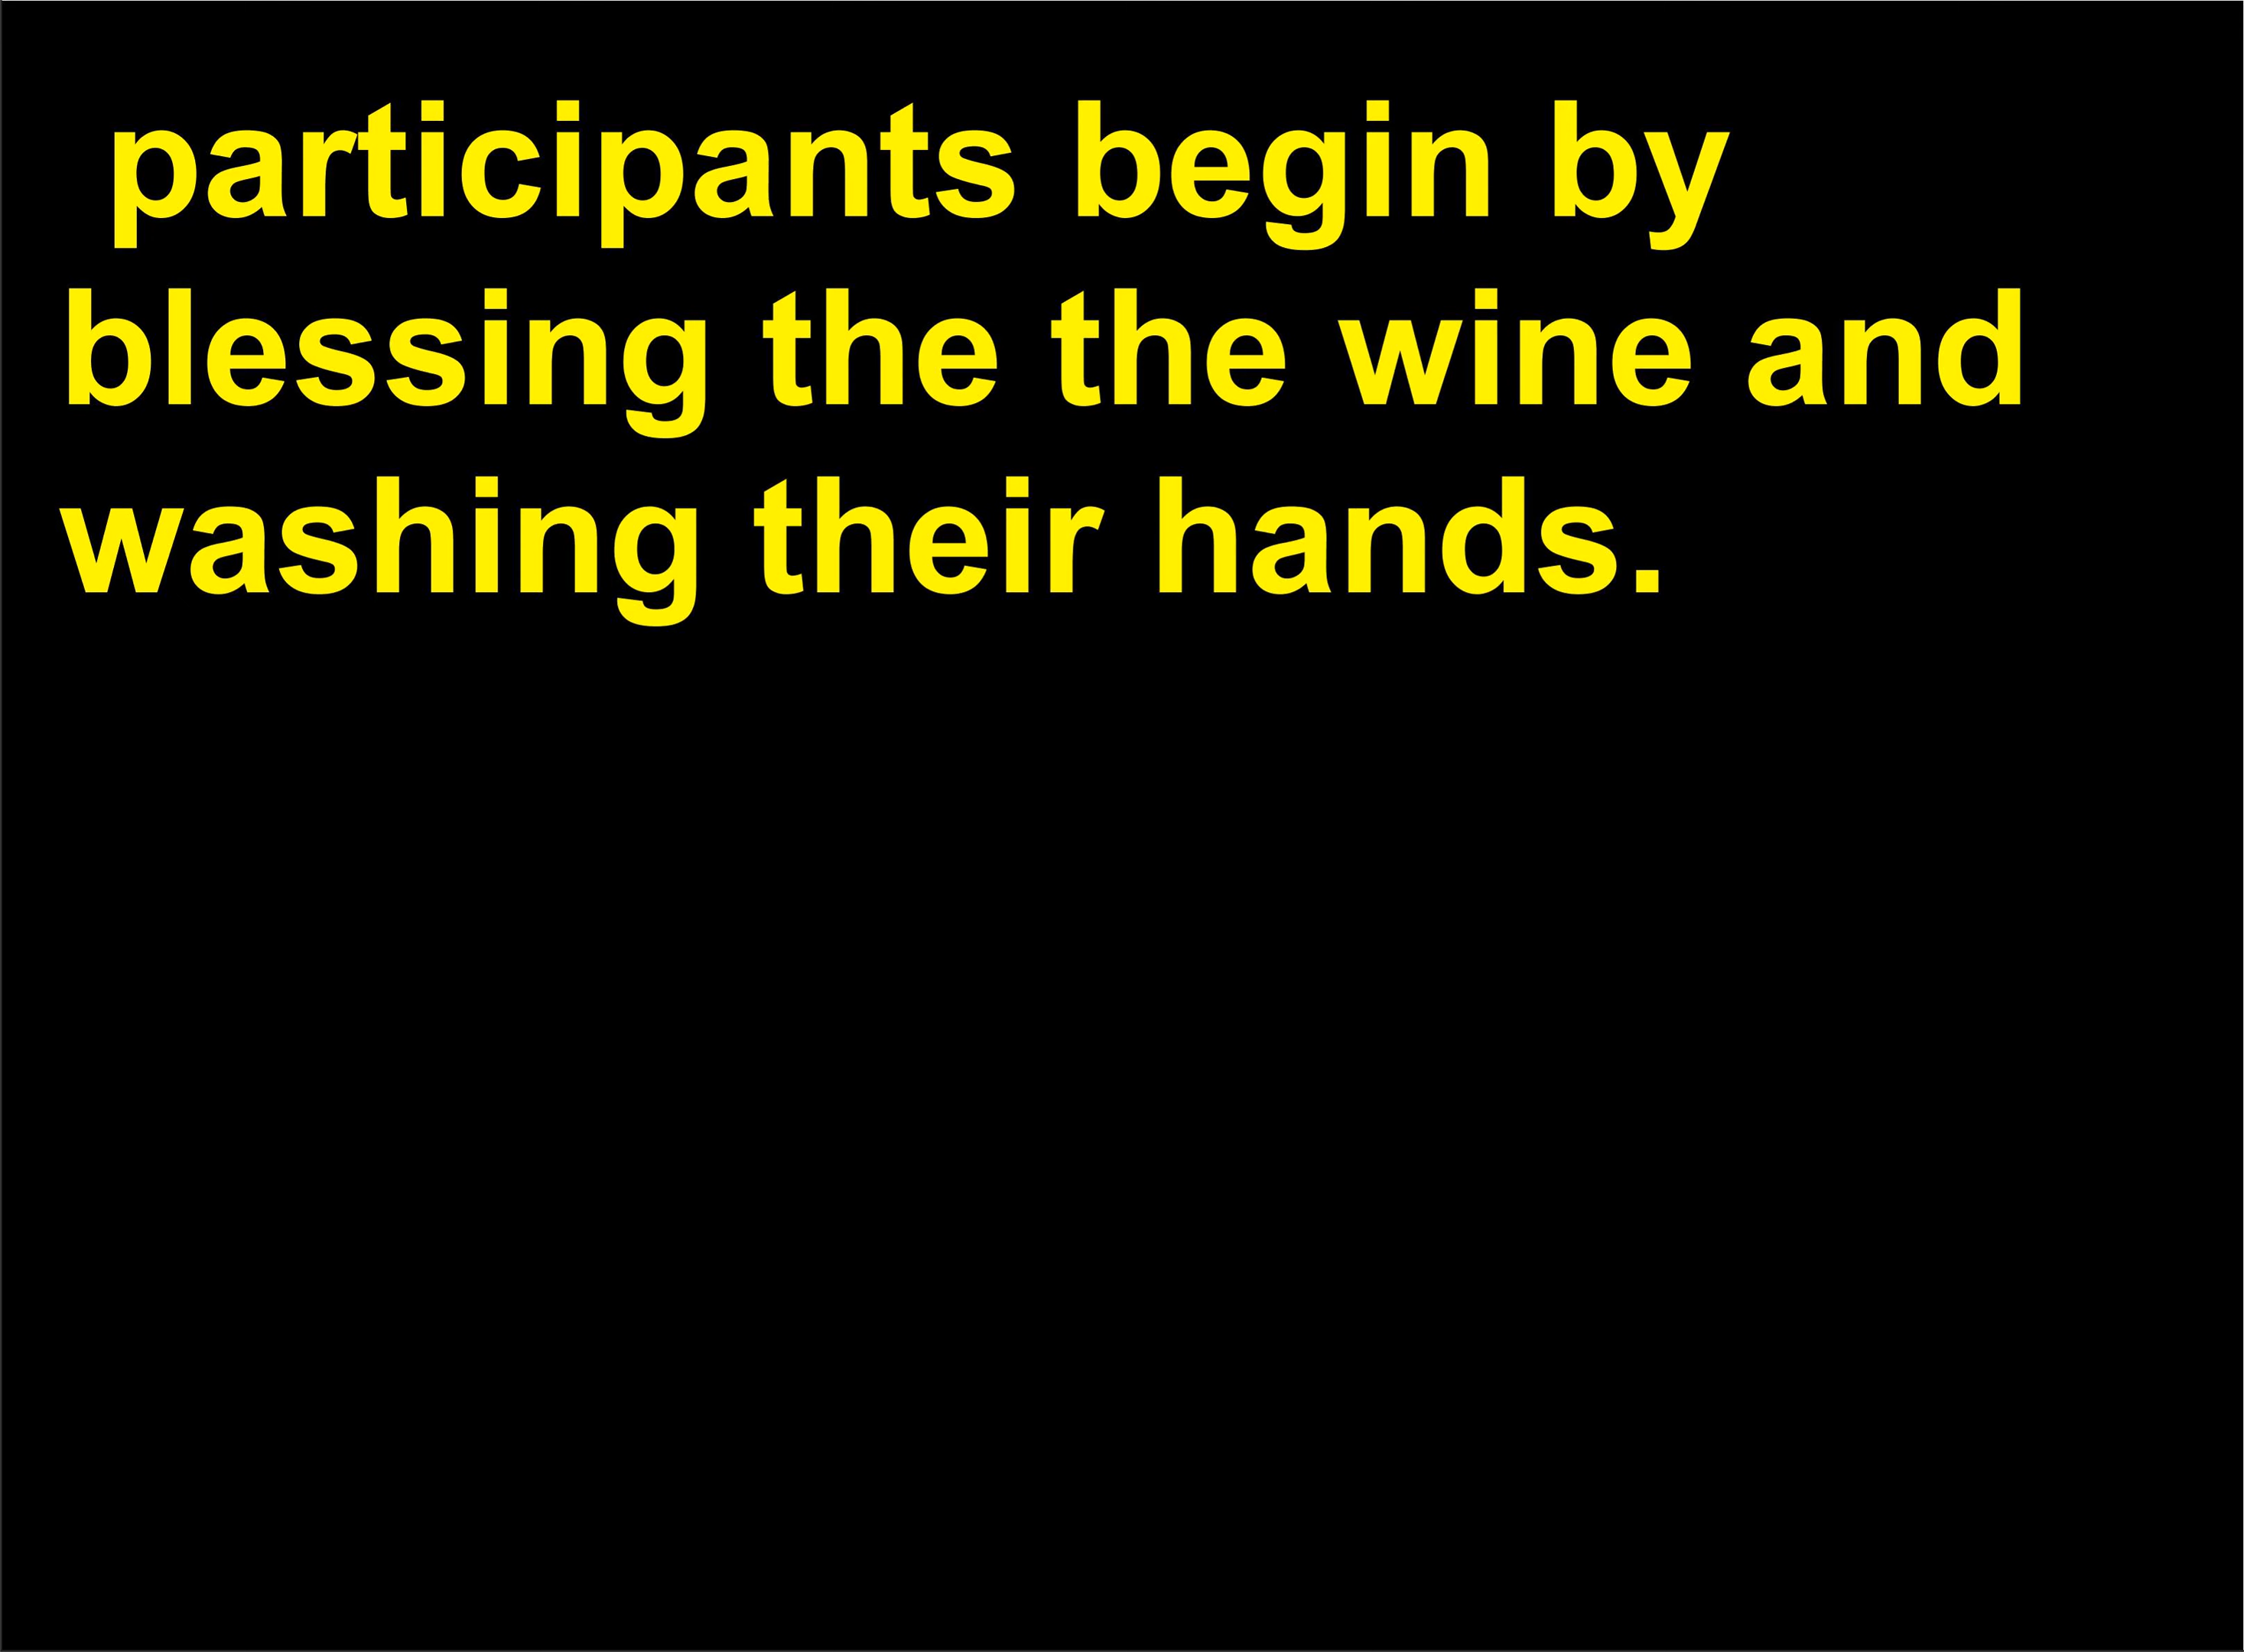 participants begin by
blessing the the wine and
washing their hands.